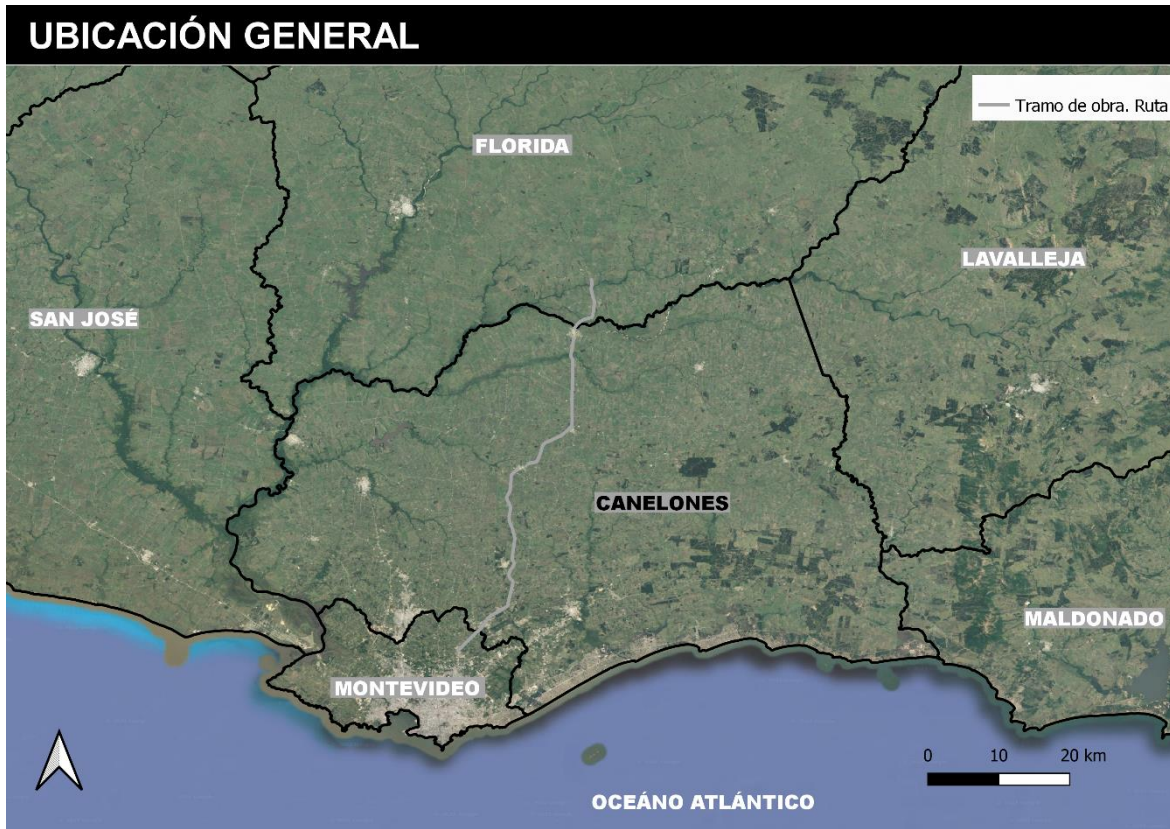 UBICACIÓN GENERAL
Tramo de obra. Ruta
FLORIDA
LAVALLEJA
SAN JOSÉ
CANELONES
MALDONADO
MONTEVIDEO
0 10 20 km
OCEÁNO ATLÁNTICO